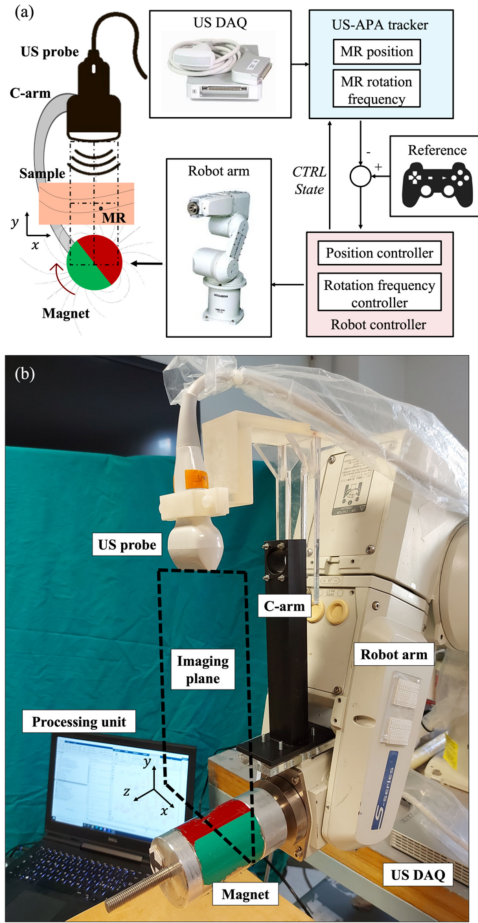 (a)
US probe
US DAQ
US-APA tracker
MR position
MR rotation
frequency
C-arm
Sample
MR
y
x
Magnet
Robot arm
CTRL
State
-
+
Reference
Position controller
Rotation frequency
controller
Robot controller
(b)
US probe
C-arm
Imaging
plane
Robot arm
Processing unit
y
z
x
S-series
US DAQ
Magnet